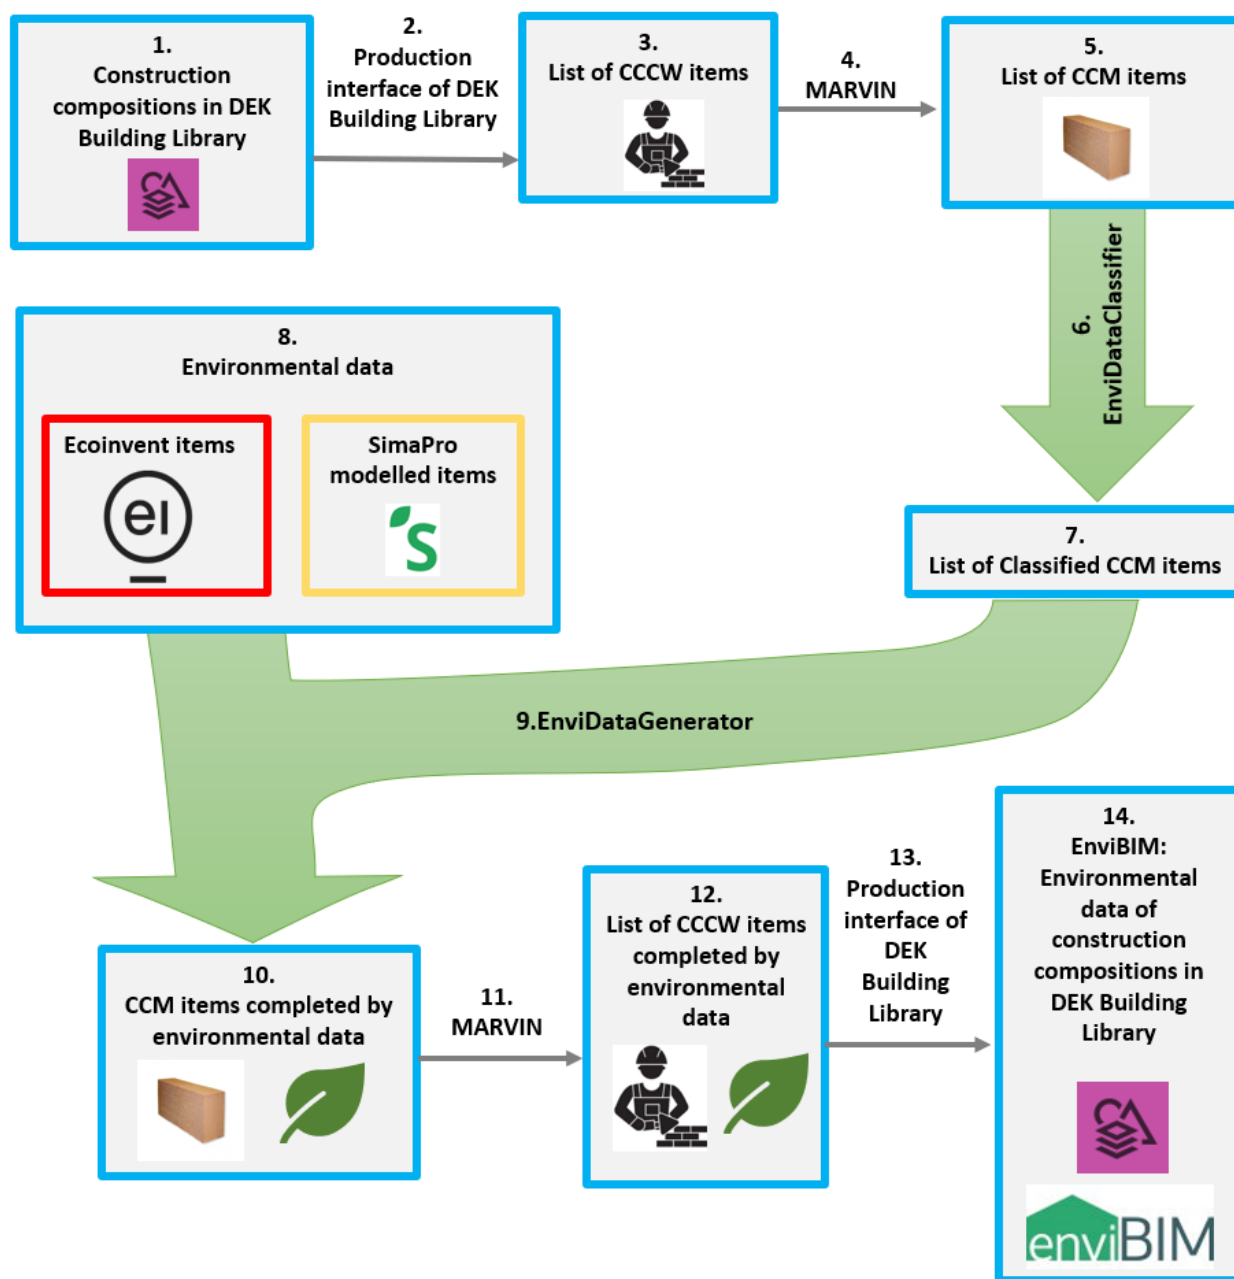 1.
Construction
compositions in DEK
Building Library
2.
Production
interface of DEK
Building Library
3.
List of CCCW items
4.
MARVIN
5.
List of CCM items
6.
EnviDataClassifier
7.
List of Classified CCM items
8.
Environmental data
Ecoinvent items
eı
SimaPro
modelled items
S
9.EnviDataGenerator
10.
CCM items completed by
environmental data
11.
MARVIN
12.
List of CCCW items
completed by
environmental
data
13.
Production
interface of
DEK
Building
Library
14.
EnviBIM:
Environmental
data of
construction
compositions in
DEK Building
Library
enviBIM